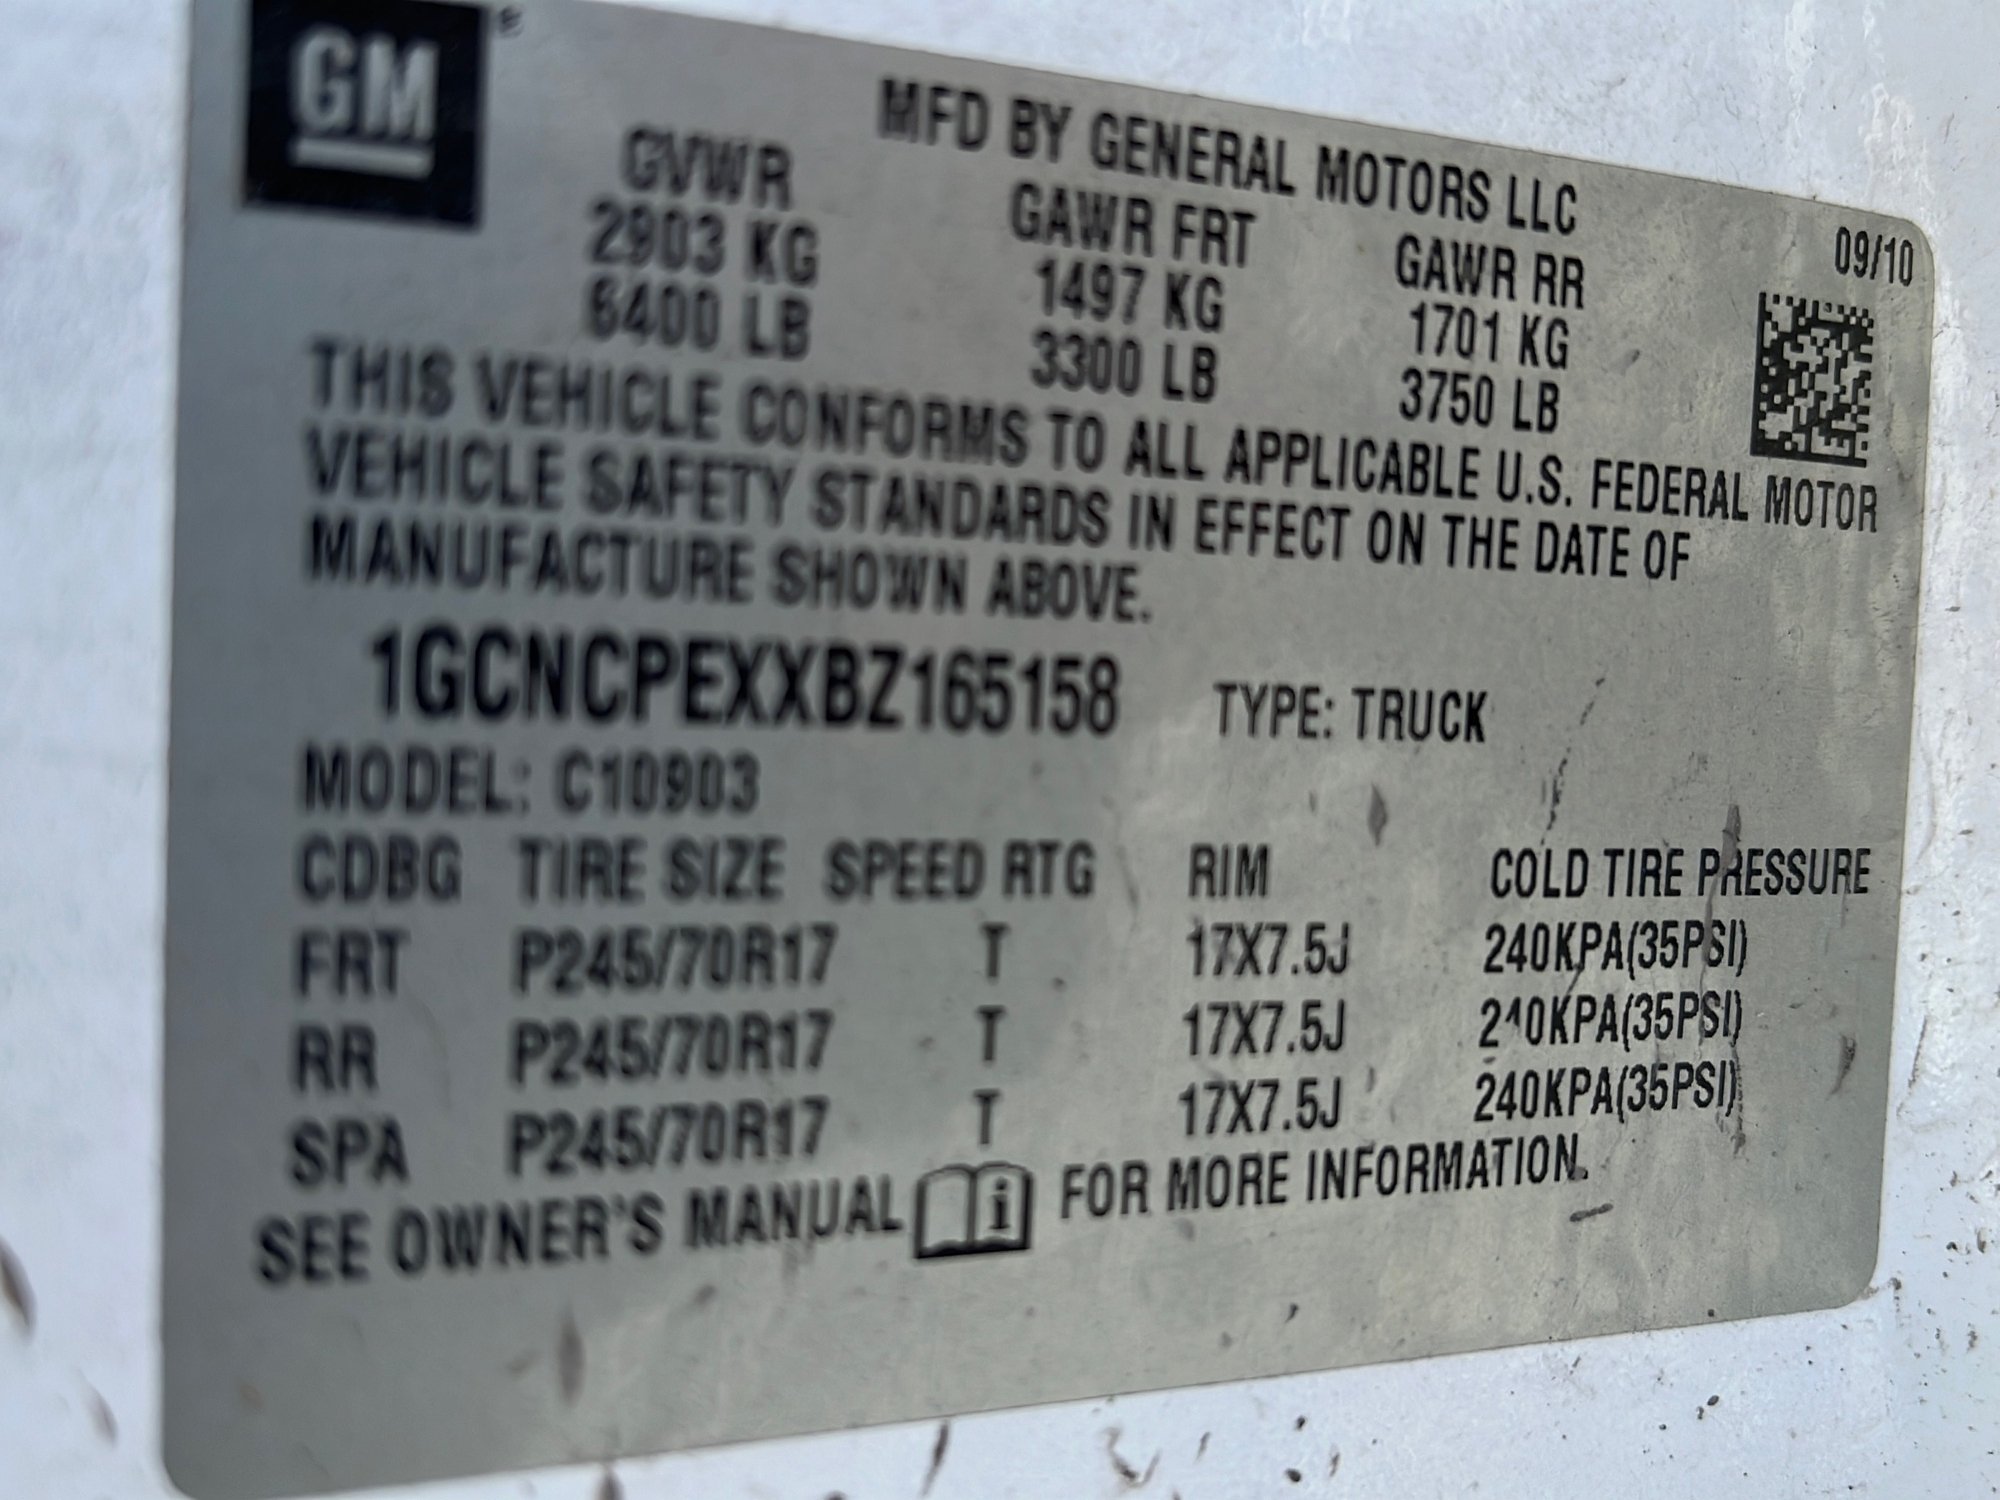 GM
MFD BY GENERAL MOTORS LLC
09/10
GVWR GAWR FRT GAWR RR
2903 KG 1497 KG 1701 KG
6400 LB 3300 LB 3750 LB
THIS VEHICLE CONFORMS TO ALL APPLICABLE U.S. FEDERAL MOTOR
VEHICLE SAFETY STANDARDS IN EFFECT ON THE DATE OF
MANUFACTURE SHOWN ABOVE.
1GCNCPEXXBZ165158 TYPE: TRUCK
MODEL: C10903
CDBG TIRE SIZE SPEED RTG RIM COLD TIRE PRESSURE
FRT P245/70R17 T 17X7.5J 240KPA(35PSI)
RR P245/70R17 T 17X7.5J 240KPA(35PSI)
SPA P245/70R17 T 17X7.5J 240KPA(35PSI)
SEE OWNER'S MANUAL i FOR MORE INFORMATION.